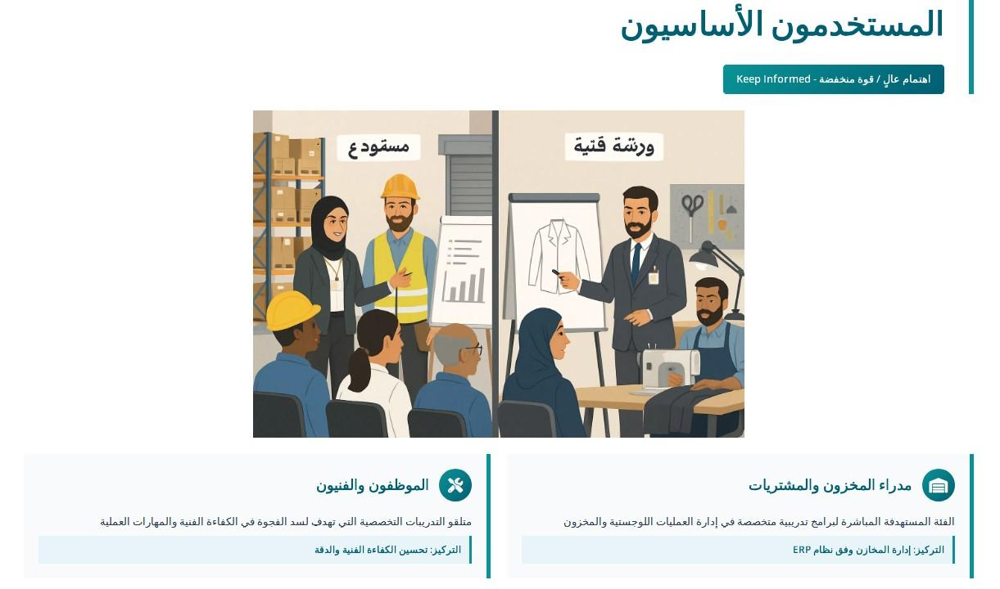 المستخدمون الأساسيون
اهتمام عالٍ / قوة منخفضة - Keep Informed
ورشة فنية
مستودع
مدراء المخزون والمشتريات
الفئة المستهدفة المباشرة لبرامج تدريبية متخصصة في إدارة العمليات اللوجستية والمخزون
التركيز: إدارة المخازن وفق نظام ERP
الموظفون والفنيون
متلقو التدريبات التخصصية التي تهدف لسد الفجوة في الكفاءة الفنية والمهارات العملية
التركيز: تحسين الكفاءة الفنية والدقة